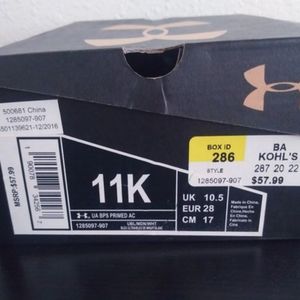 500681 China
1285097-907
5501139621-12/2016
MSRP:$57.99
BOX ID
286
STYLE
1285097-907
BA
KOHL'S
287 20 22
$57.99
11K
UA BPS PRIMED AC
1285097-907
UK 10.5
EUR 28
CM 17
Made in China.